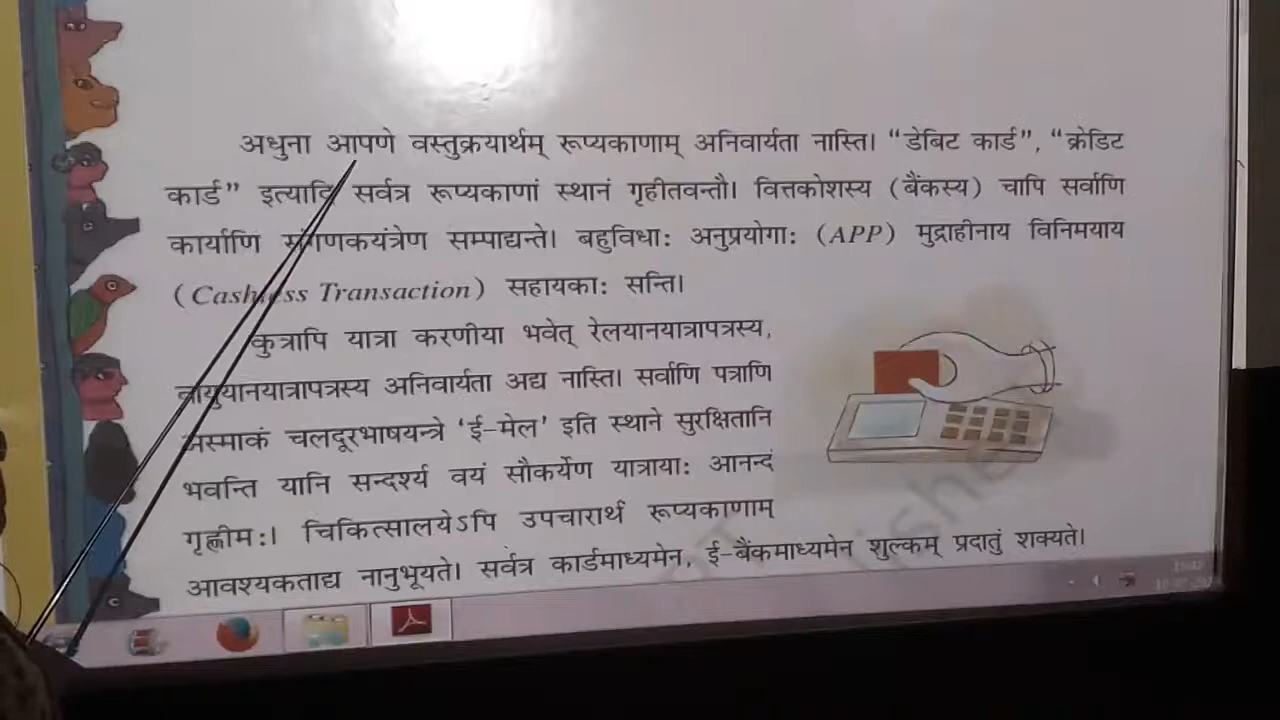 अधुना आपणे वस्तुक्रयार्थम् रूप्यकाणाम् अनिवार्यता नास्ति। “डेबिट कार्ड”, “क्रेडिट
कार्ड” इत्यादि सर्वत्र रूप्यकाणां स्थानं गृहीतवन्तौ। वित्तकोशस्य (बैंकस्य) चापि सर्वाणि
कार्याणि संगणकयंत्रेण सम्पाद्यन्ते। बहुविधाः अनुप्रयोगाः (APP) मुद्राहीनाय विनिमयाय
(Cashless Transaction) सहायकाः सन्ति।
कुत्रापि यात्रा करणीया भवेत् रेलयानयात्रापत्रस्य,
वायुयानयात्रापत्रस्य अनिवार्यता अद्य नास्ति। सर्वाणि पत्राणि
अस्माकं चलदूरभाषयन्त्रे ‘ई-मेल’ इति स्थाने सुरक्षितानि
भवन्ति यानि सन्दर्श्य वयं सौकर्येण यात्रायाः आनन्दं
गृह्णीमः। चिकित्सालयेऽपि उपचारार्थं रूप्यकाणाम्
आवश्यकताद्य नानुभूयते। सर्वत्र कार्डमाध्यमेन, ई-बैंकमाध्यमेन शुल्कम् प्रदातुं शक्यते।